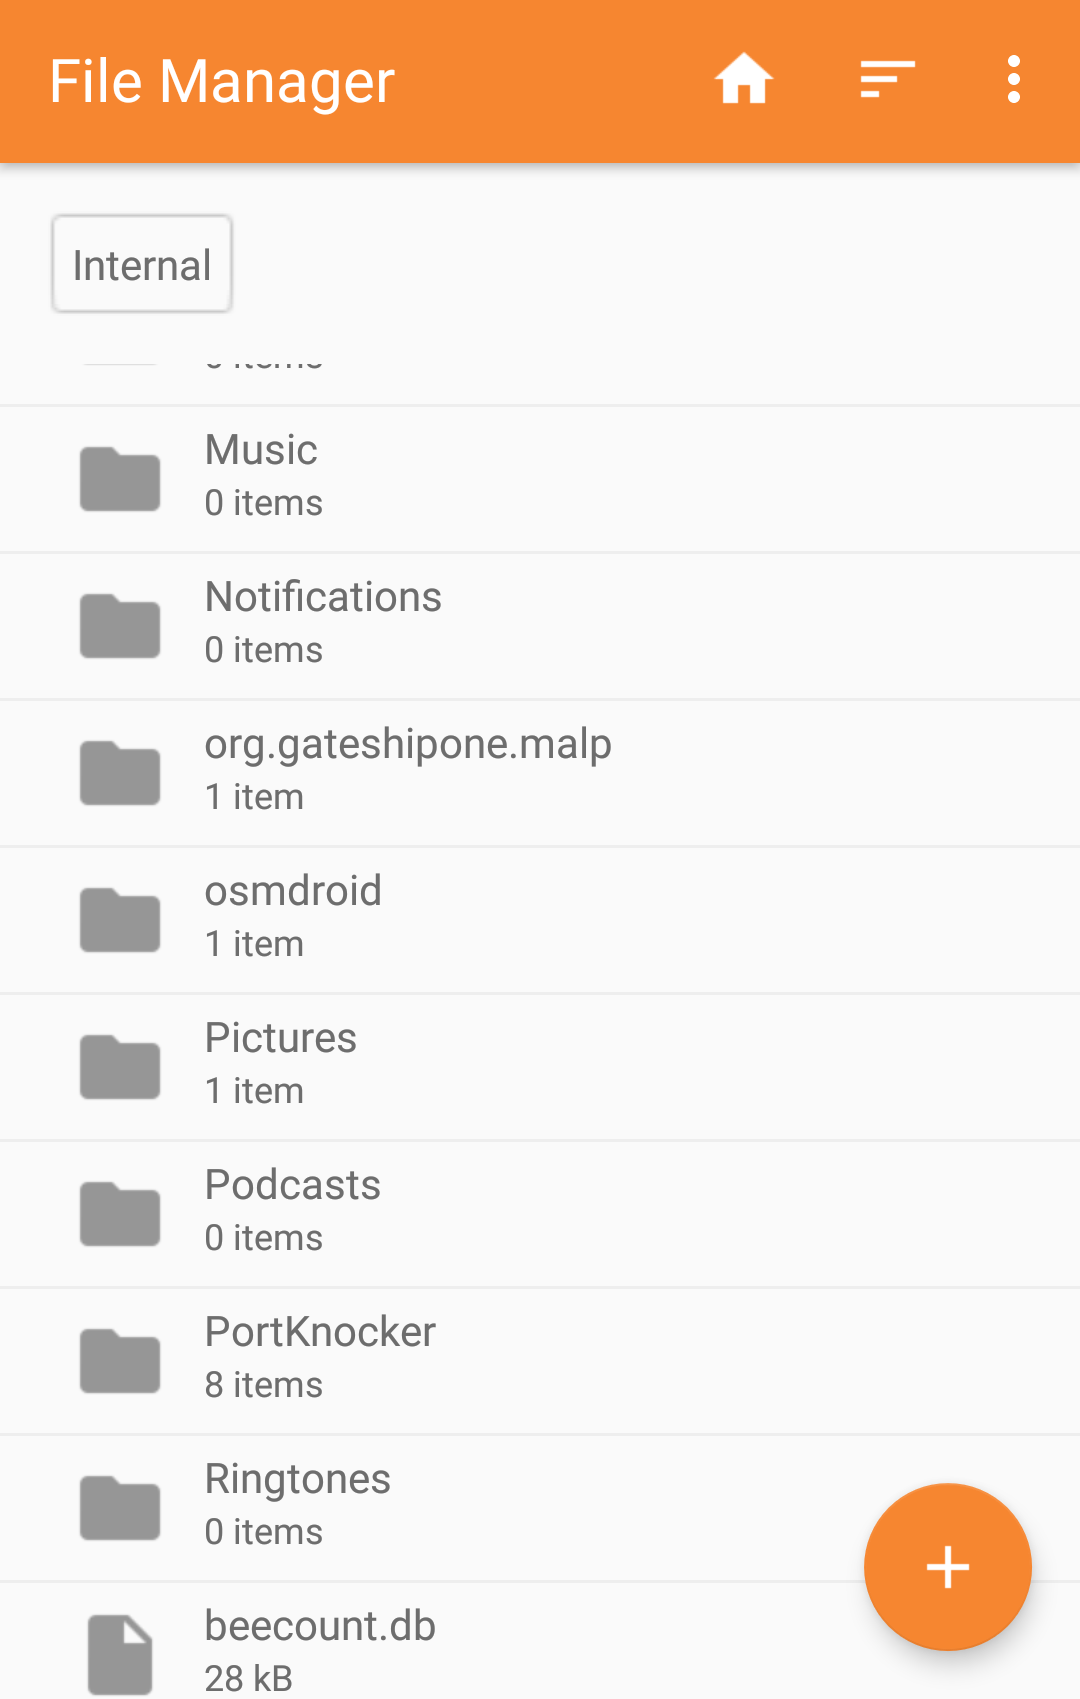 File Manager
Internal
Music
0 items
Notifications
0 items
org.gateshipone.malp
1 item
osmdroid
1 item
Pictures
1 item
Podcasts
0 items
PortKnocker
8 items
Ringtones
0 items
beecount.db
28 kB